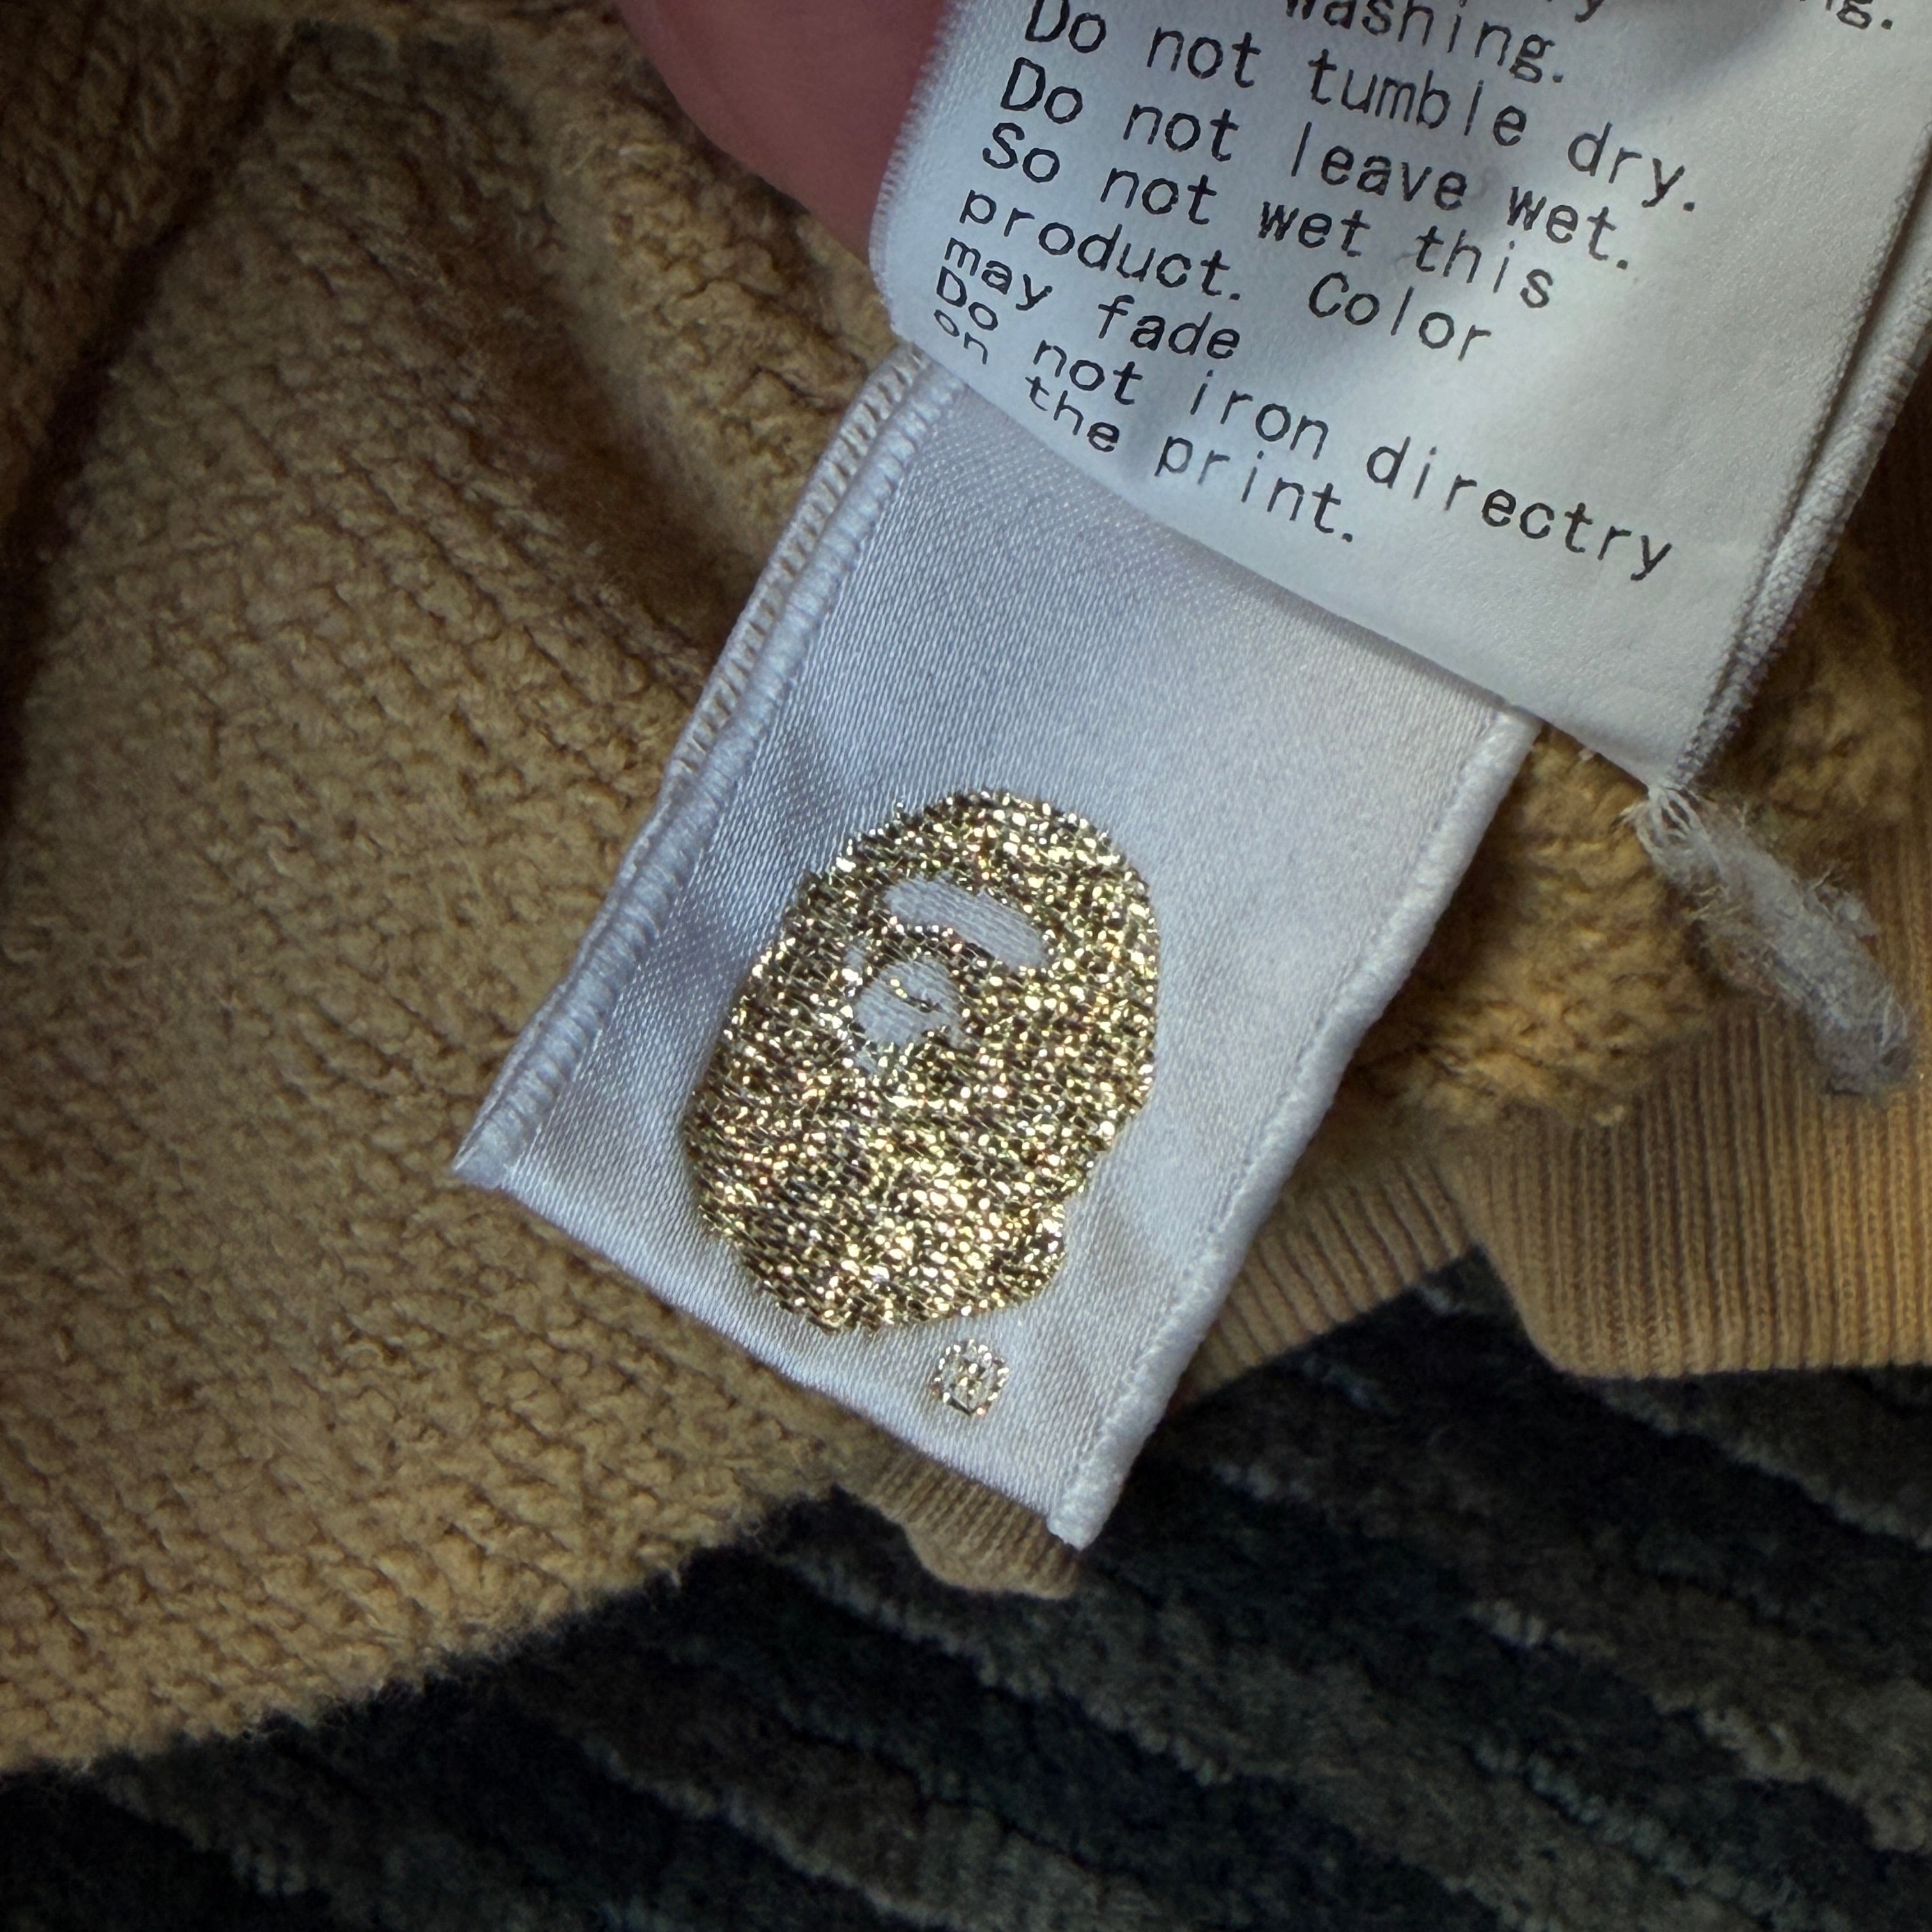 washing.
Do not tumble dry.
Do not leave wet.
So not wet this
product. Color
may fade
Do not iron directry
on the print.
®